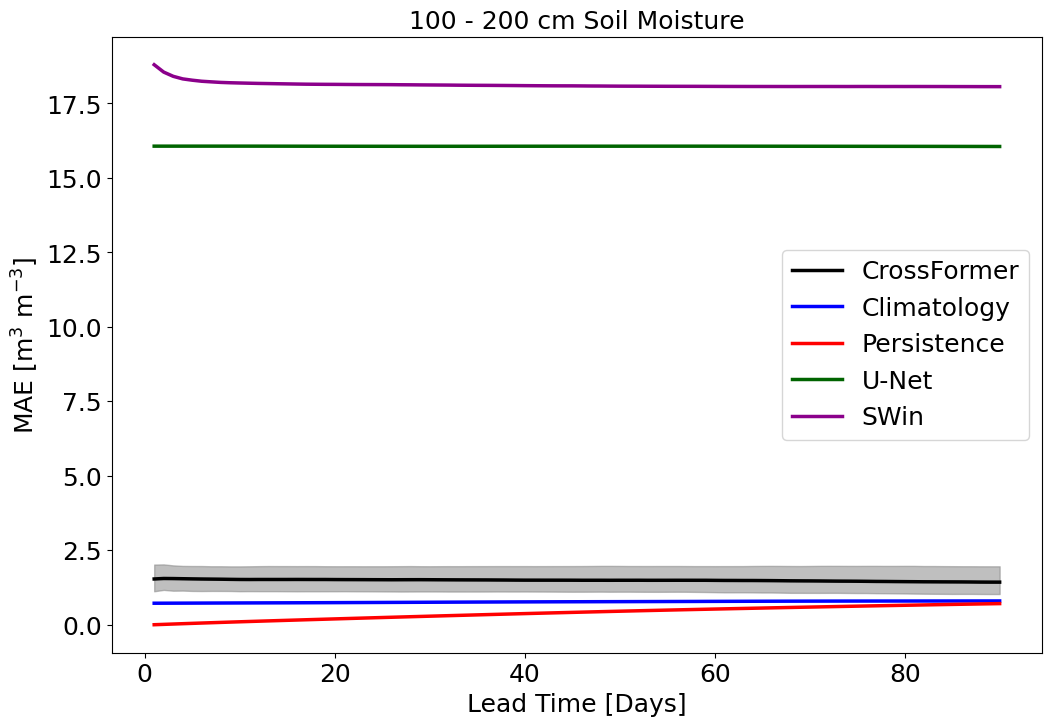 100 - 200 cm Soil Moisture
MAE [m³ m⁻³]
17.5
15.0
12.5
10.0
7.5
5.0
2.5
0.0
CrossFormer
Climatology
Persistence
U-Net
SWin
0 20 40 60 80
Lead Time [Days]